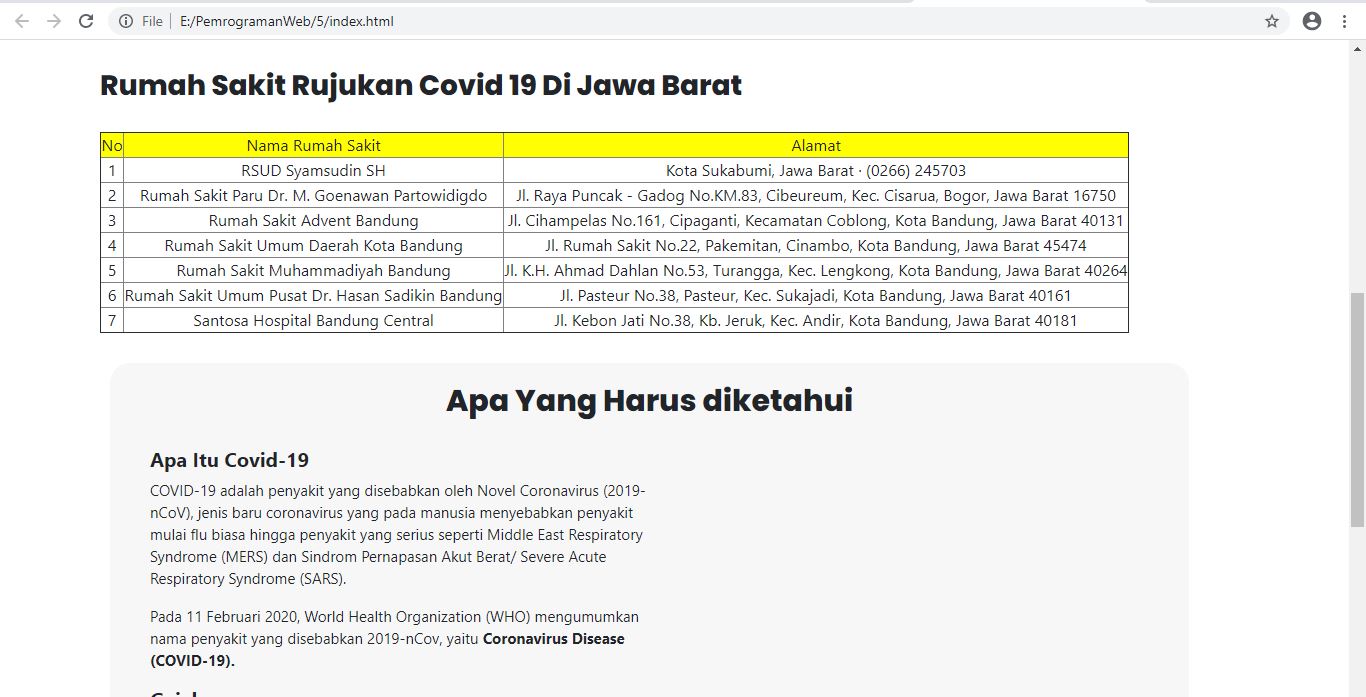 File E:/PemrogramanWeb/5/index.html
Rumah Sakit Rujukan Covid 19 Di Jawa Barat
No Nama Rumah Sakit Alamat
1 RSUD Syamsudin SH Kota Sukabumi, Jawa Barat · (0266) 245703
2 Rumah Sakit Paru Dr. M. Goenawan Partowidigdo Jl. Raya Puncak - Gadog No.KM.83, Cibeureum, Kec. Cisarua, Bogor, Jawa Barat 16750
3 Rumah Sakit Advent Bandung Jl. Cihampelas No.161, Cipaganti, Kecamatan Coblong, Kota Bandung, Jawa Barat 40131
4 Rumah Sakit Umum Daerah Kota Bandung Jl. Rumah Sakit No.22, Pakemitan, Cinambo, Kota Bandung, Jawa Barat 45474
5 Rumah Sakit Muhammadiyah Bandung Jl. K.H. Ahmad Dahlan No.53, Turangga, Kec. Lengkong, Kota Bandung, Jawa Barat 40264
6 Rumah Sakit Umum Pusat Dr. Hasan Sadikin Bandung Jl. Pasteur No.38, Pasteur, Kec. Sukajadi, Kota Bandung, Jawa Barat 40161
7 Santosa Hospital Bandung Central Jl. Kebon Jati No.38, Kb. Jeruk, Kec. Andir, Kota Bandung, Jawa Barat 40181
Apa Yang Harus diketahui
Apa Itu Covid-19
COVID-19 adalah penyakit yang disebabkan oleh Novel Coronavirus (2019-
nCoV), jenis baru coronavirus yang pada manusia menyebabkan penyakit
mulai flu biasa hingga penyakit yang serius seperti Middle East Respiratory
Syndrome (MERS) dan Sindrom Pernapasan Akut Berat/ Severe Acute
Respiratory Syndrome (SARS).
Pada 11 Februari 2020, World Health Organization (WHO) mengumumkan
nama penyakit yang disebabkan 2019-nCov, yaitu Coronavirus Disease
(COVID-19).